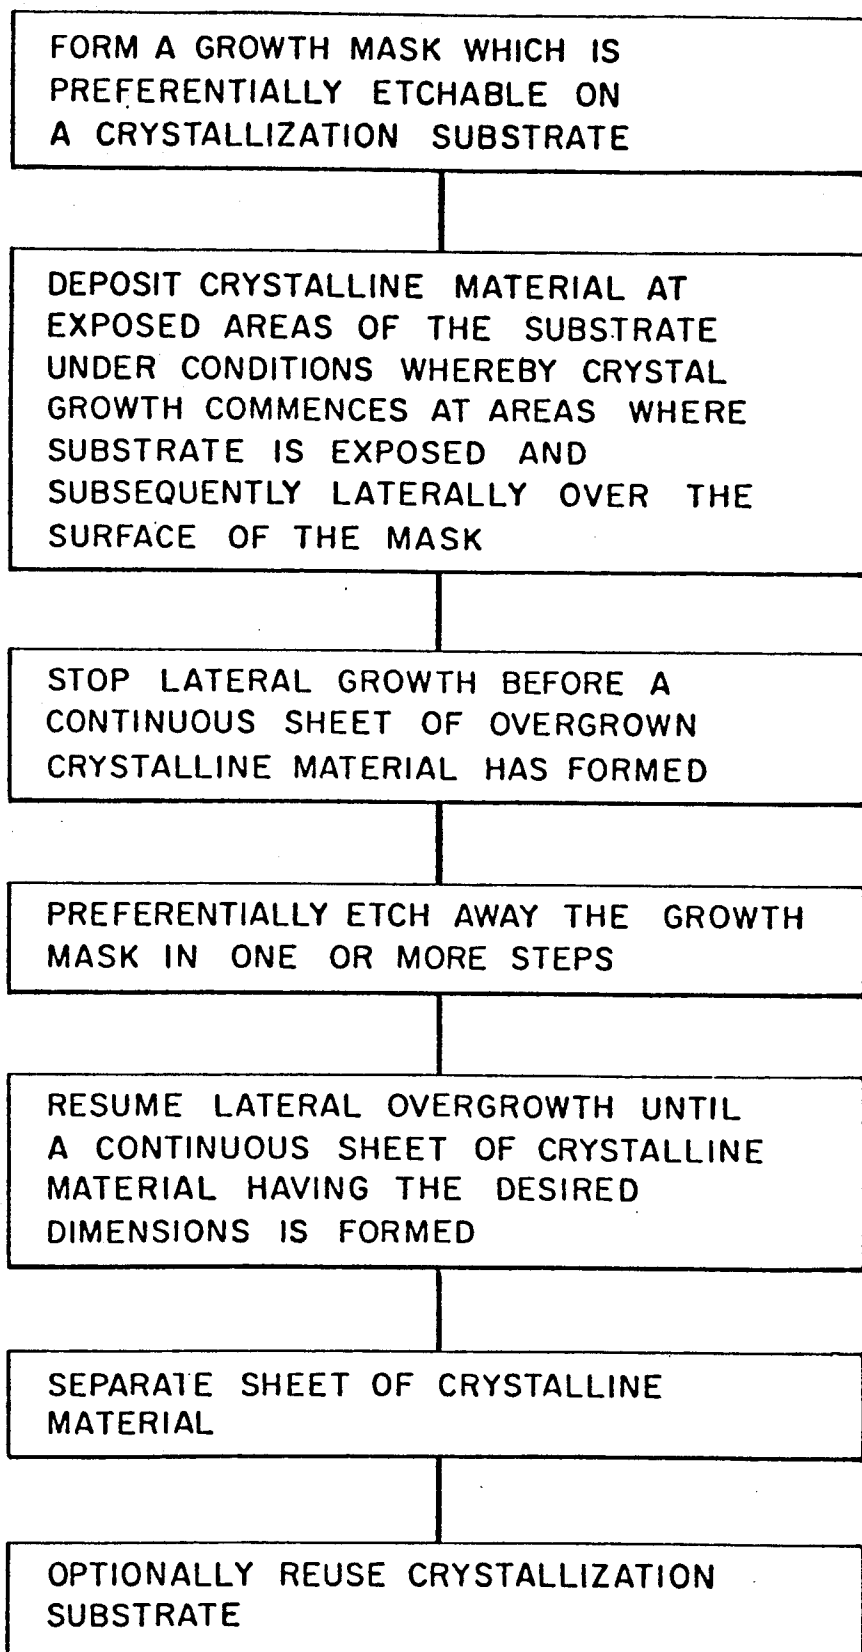 FORM A GROWTH MASK WHICH IS
PREFERENTIALLY ETCHABLE ON
A CRYSTALLIZATION SUBSTRATE
DEPOSIT CRYSTALLINE MATERIAL AT
EXPOSED AREAS OF THE SUBSTRATE
UNDER CONDITIONS WHEREBY CRYSTAL
GROWTH COMMENCES AT AREAS WHERE
SUBSTRATE IS EXPOSED AND
SUBSEQUENTLY LATERALLY OVER THE
SURFACE OF THE MASK
STOP LATERAL GROWTH BEFORE A
CONTINUOUS SHEET OF OVERGROWN
CRYSTALLINE MATERIAL HAS FORMED
PREFERENTIALLY ETCH AWAY THE GROWTH
MASK IN ONE OR MORE STEPS
RESUME LATERAL OVERGROWTH UNTIL
A CONTINUOUS SHEET OF CRYSTALLINE
MATERIAL HAVING THE DESIRED
DIMENSIONS IS FORMED
SEPARATE SHEET OF CRYSTALLINE
MATERIAL
OPTIONALLY REUSE CRYSTALLIZATION
SUBSTRATE